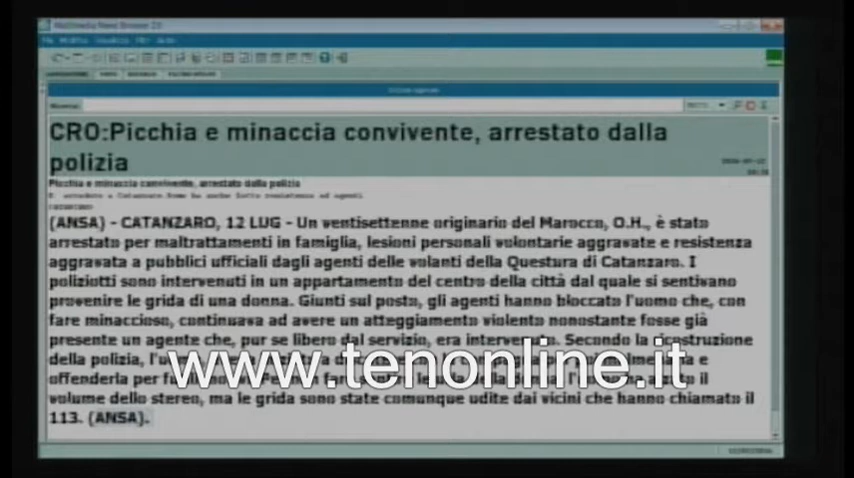 Multimedia News Browser 2.0
CRO:Picchia e minaccia convivente, arrestato dalla
polizia
Picchia e minaccia convivente, arrestato dalla polizia
(ANSA) - CATANZARO, 12 LUG - Un ventisettenne originario del Marocco, O.H., è stato
arrestato per maltrattamenti in famiglia, lesioni personali volontarie aggravate e resistenza
aggravata a pubblici ufficiali dagli agenti delle volanti della Questura di Catanzaro. I
poliziotti sono intervenuti in un appartamento del centro della città dal quale si sentivano
provenire le grida di una donna. Giunti sul posto, gli agenti hanno bloccato l'uomo che, con
fare minaccioso, continuava ad avere un atteggiamento violento nonostante fosse già
presente un agente che, pur se libero dal servizio, era intervenuto. Secondo la ricostruzione
della polizia, l'u
www.tenonline.it
offenderla per fu
volume dello stereo, ma le grida sono state comunque udite dai vicini che hanno chiamato il
113. (ANSA).